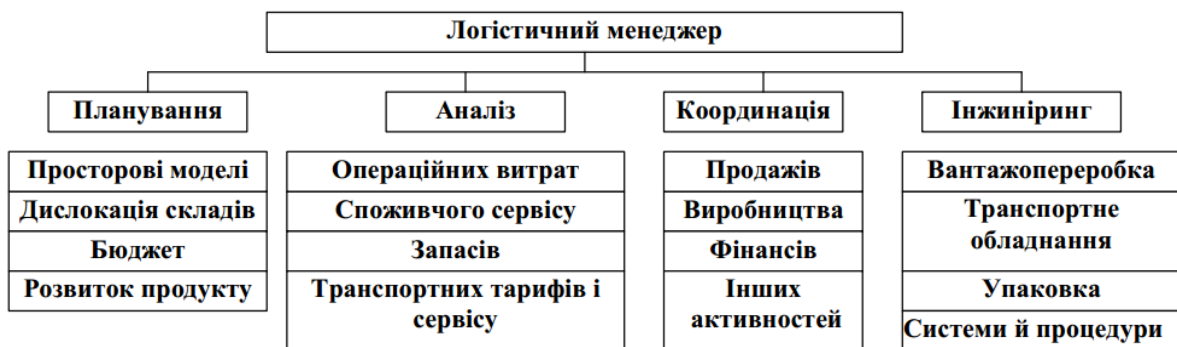 Логістичний менеджер
Планування
Аналіз
Координація
Інжиніринг
Просторові моделі
Дислокація складів
Бюджет
Розвиток продукту
Операційних витрат
Споживчого сервісу
Запасів
Транспортних тарифів і
сервісу
Продажів
Виробництва
Фінансів
Інших
активностей
Вантажопереробка
Транспортне
обладнання
Упаковка
Системи й процедури